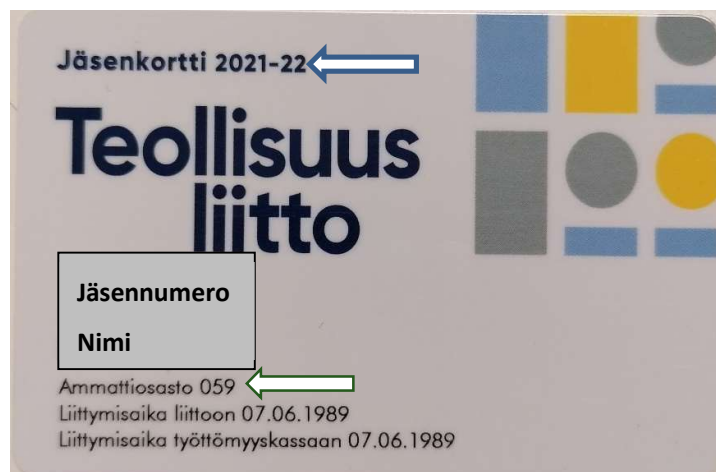 Jäsenkortti 2021-22
Teollisuus
liitto
Jäsennumero
Nimi
Ammattiosasto 059
Liittymisaika liittoon 07.06.1989
Liittymisaika työttömyyskassaan 07.06.1989